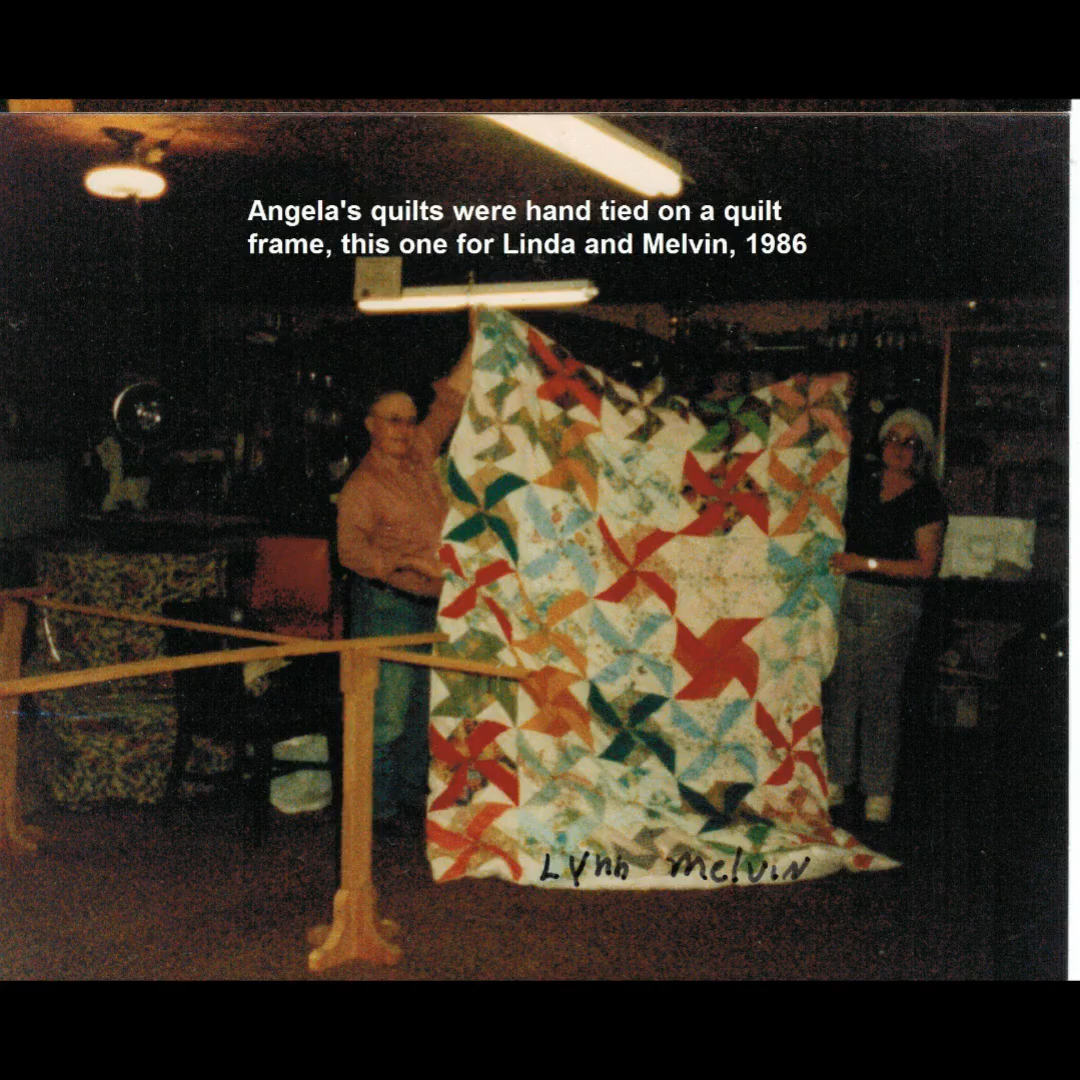 Angela's quilts were hand tied on a quilt
frame, this one for Linda and Melvin, 1986
Lynn Melvin